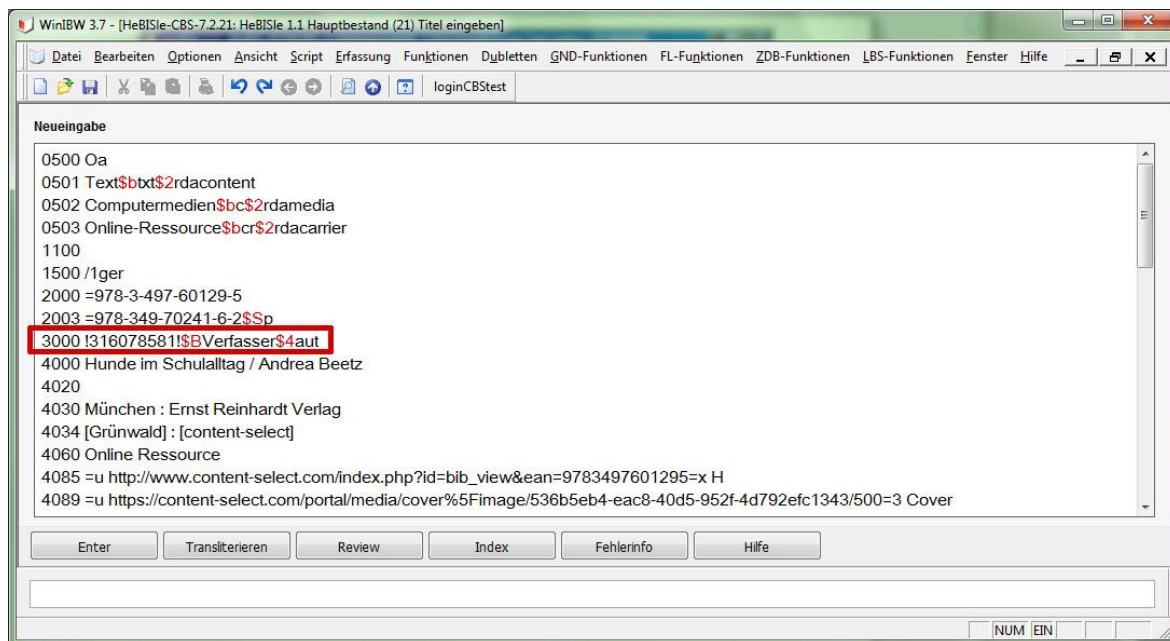 WinIBW 3.7 - [HeBISIe-CBS-7.2.21: HeBISIe 1.1 Hauptbestand (21) Titel eingeben]
Datei Bearbeiten Optionen Ansicht Script Erfassung Funktionen Dubletten GND-Funktionen FL-Funktionen ZDB-Funktionen LBS-Funktionen Fenster Hilfe
loginCBStest
Neueingabe
0500 Oa
0501 Text$btxt$2rdacontent
0502 Computermedien$bc$2rdamedia
0503 Online-Ressource$bcr$2rdacarrier
1100
1500 /1ger
2000 =978-3-497-60129-5
2003 =978-349-70241-6-2$Sp
3000 !316078581!$BVerfasser$4aut
4000 Hunde im Schulalltag / Andrea Beetz
4020
4030 München : Ernst Reinhardt Verlag
4034 [Grünwald] : [content-select]
4060 Online Ressource
4085 =u http://www.content-select.com/index.php?id=bib_view&ean=9783497601295=x H
4089 =u https://content-select.com/portal/media/cover%5Fimage/536b5eb4-eac8-40d5-952f-4d792efc1343/500=3 Cover
Enter Transliterieren Review Index Fehlerinfo Hilfe
NUM EIN